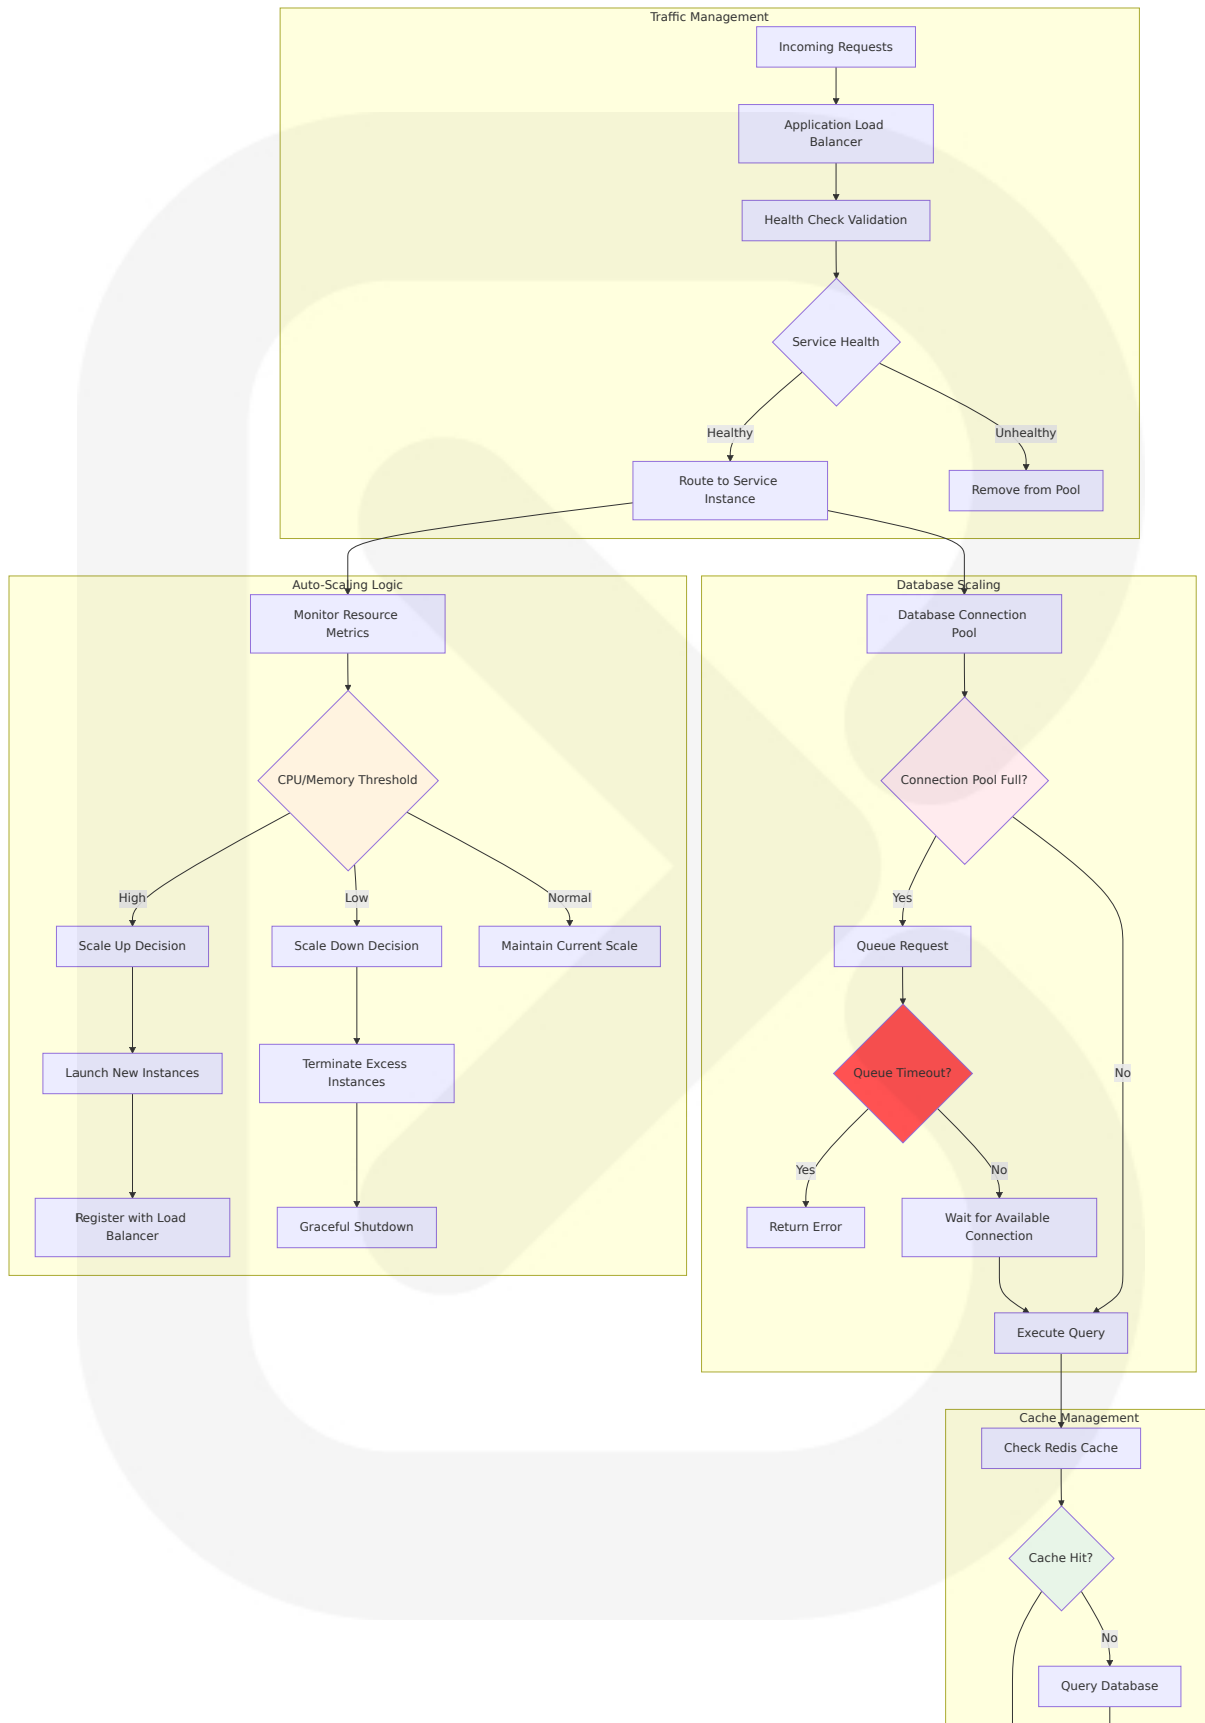 Traffic Management
Incoming Requests
Application Load
Balancer
Health Check Validation
Service Health
Healthy
Unhealthy
Route to Service
Instance
Remove from Pool
Auto-Scaling Logic
Monitor Resource
Metrics
CPU/Memory Threshold
High
Low
Normal
Scale Up Decision
Scale Down Decision
Maintain Current Scale
Launch New Instances
Terminate Excess
Instances
Register with Load
Balancer
Graceful Shutdown
Database Scaling
Database Connection
Pool
Connection Pool Full?
Yes
Queue Request
Queue Timeout?
No
Yes
No
Return Error
Wait for Available
Connection
Execute Query
Cache Management
Check Redis Cache
Cache Hit?
No
Query Database